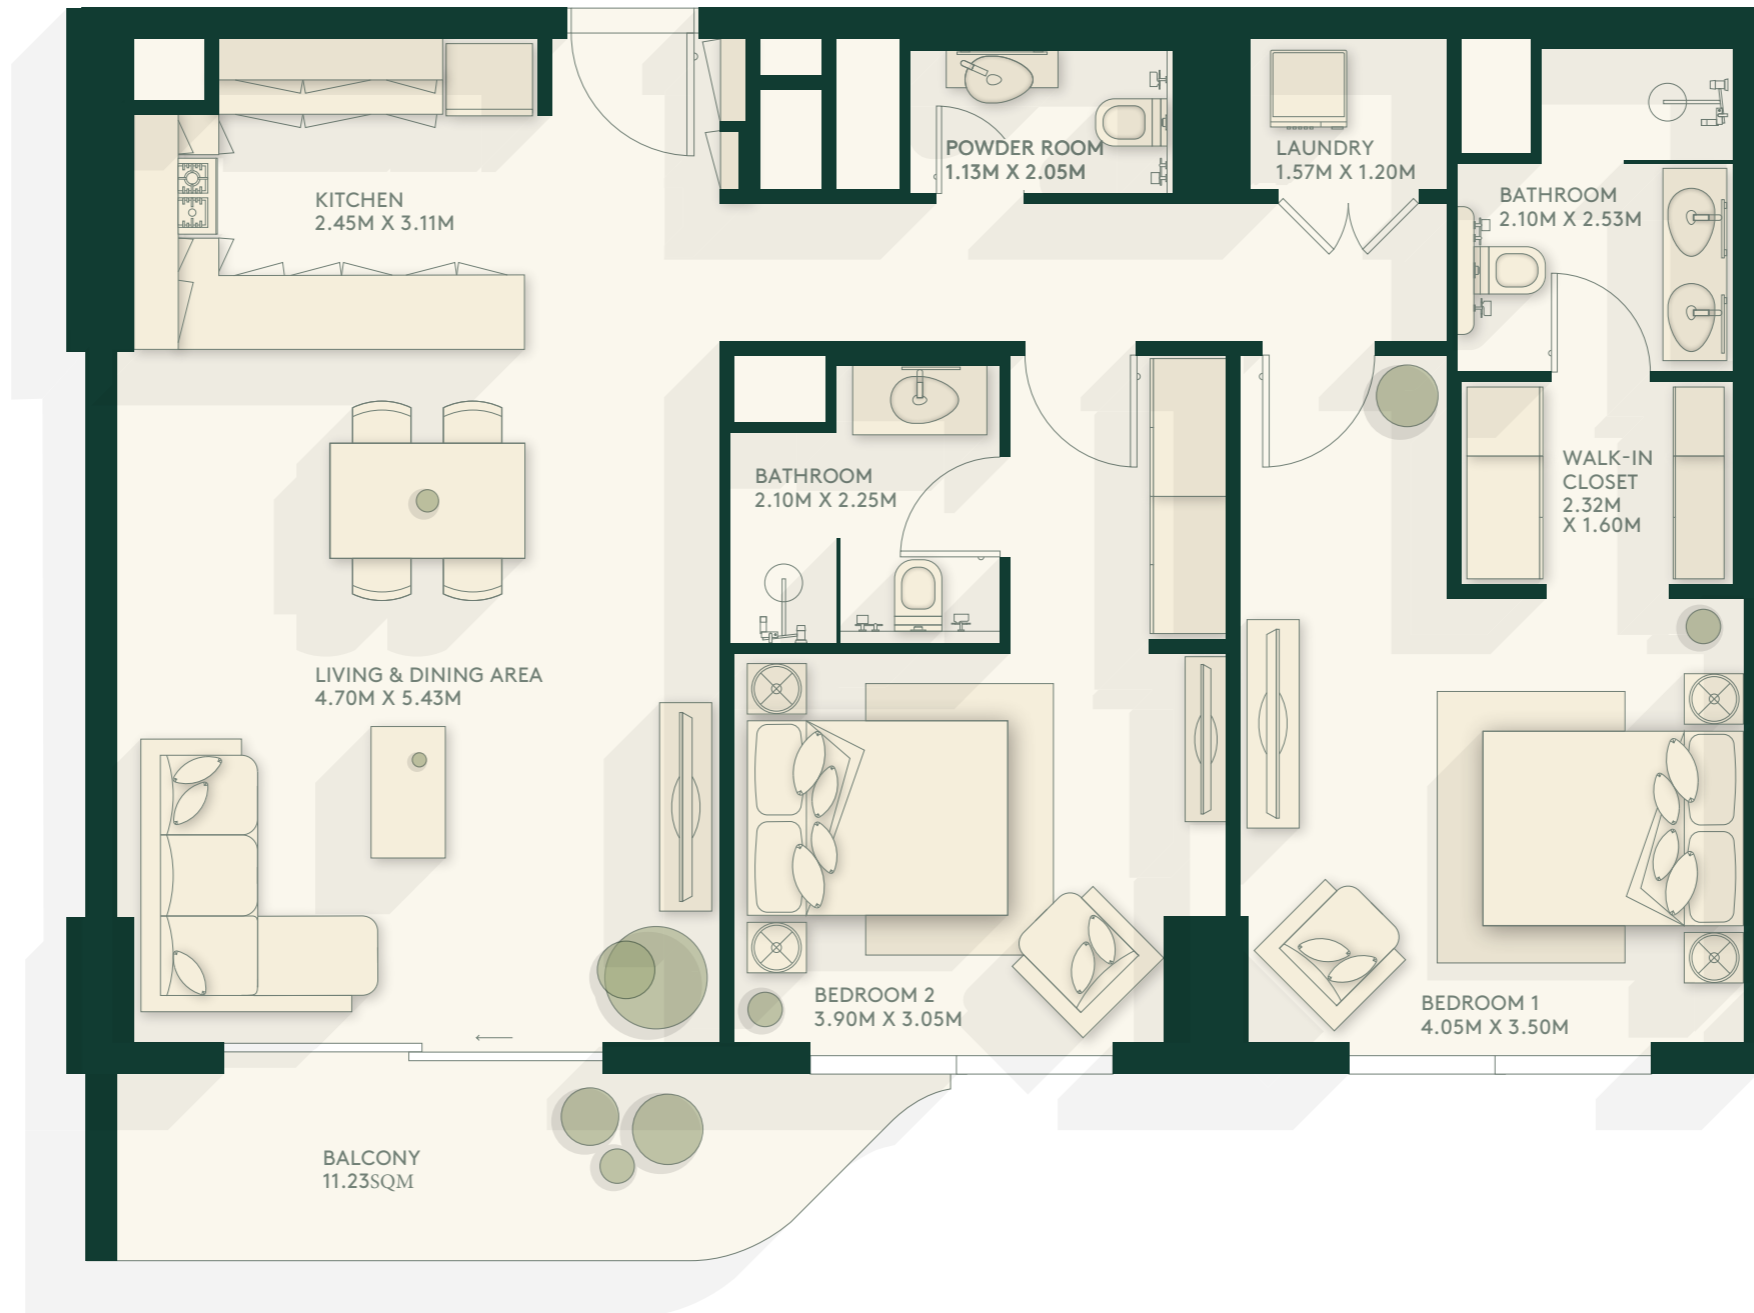 POWDER ROOM
1.13M X 2.05M
LAUNDRY
1.57M X 1.20M
KITCHEN
2.45M X 3.11M
BATHROOM
2.10M X 2.53M
BATHROOM
2.10M X 2.25M
WALK-IN
CLOSET
2.32M
X 1.60M
LIVING & DINING AREA
4.70M X 5.43M
BEDROOM 2
3.90M X 3.05M
BEDROOM 1
4.05M X 3.50M
BALCONY
11.23SQM